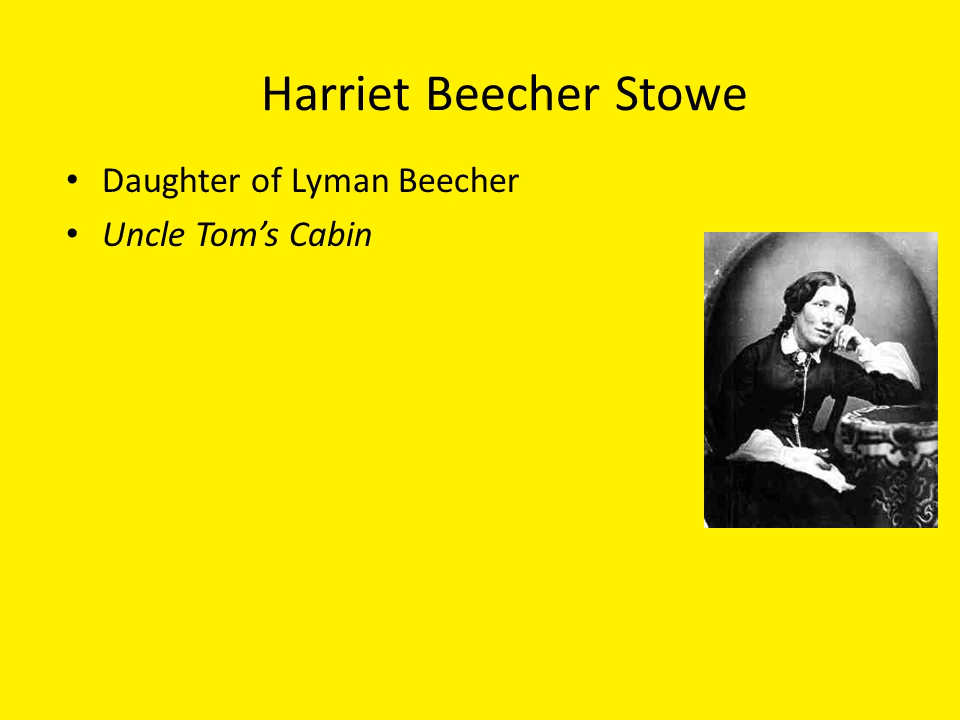 Harriet Beecher Stowe
• Daughter of Lyman Beecher
• Uncle Tom’s Cabin